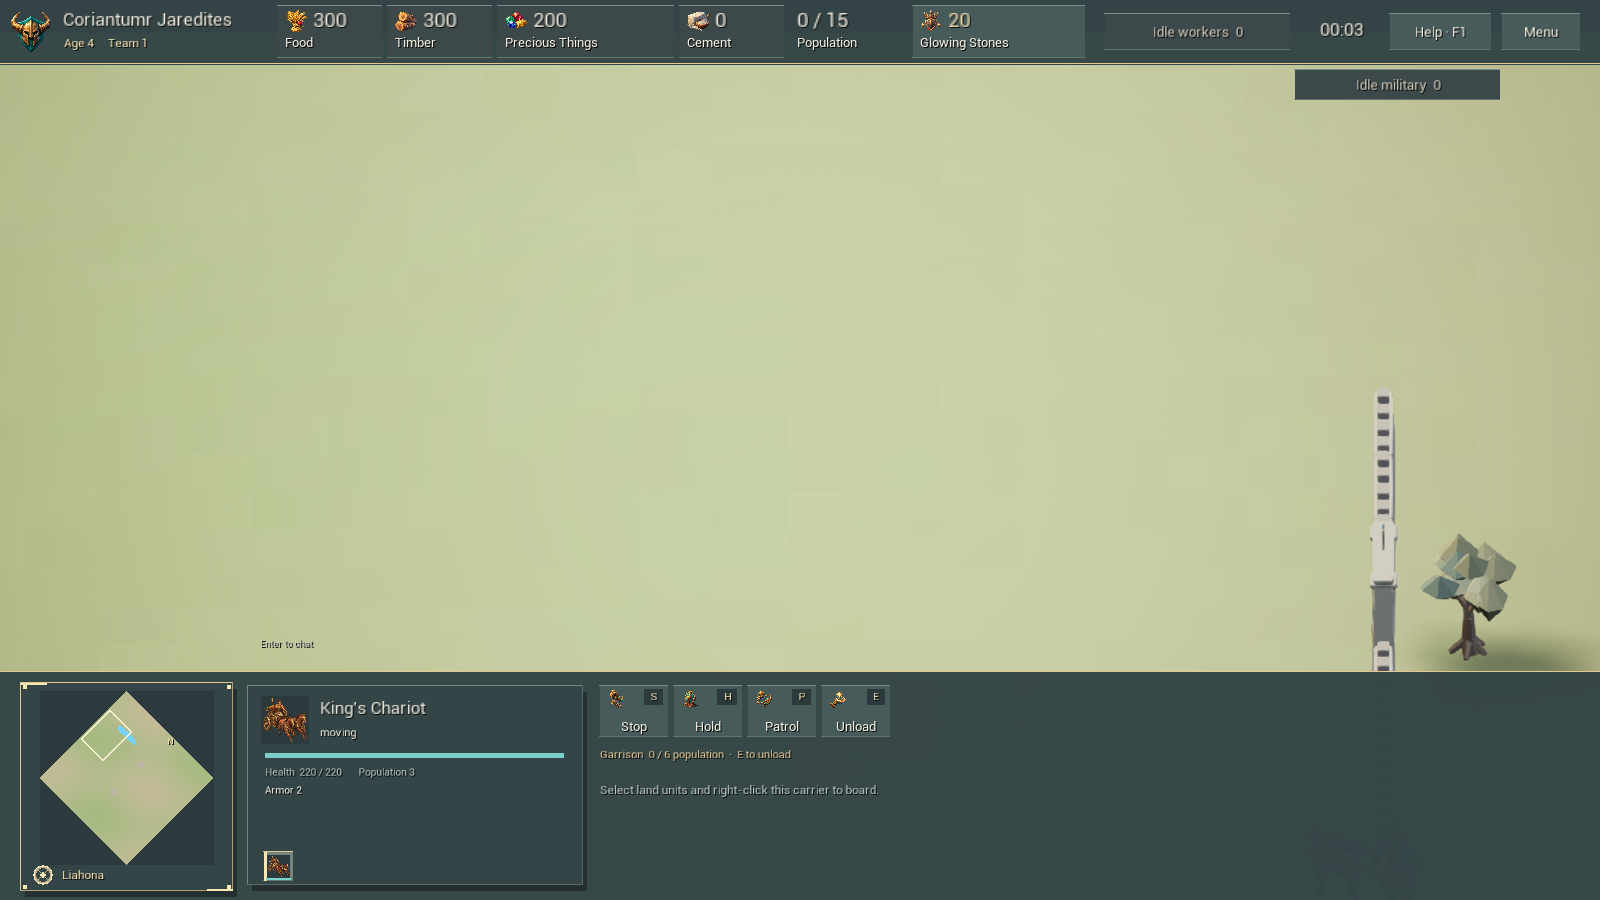 Coriantumr Jaredites
Age 4 Team 1
300
Food
300
Timber
200
Precious Things
0
Cement
0 / 15
Population
20
Glowing Stones
Idle workers 0
00:03
Help · F1
Menu
Idle military 0
Enter to chat
N
Liahona
King's Chariot
moving
Health 220 / 220 Population 3
Armor 2
S
Stop
H
Hold
P
Patrol
E
Unload
Garrison 0 / 6 population · E to unload
Select land units and right-click this carrier to board.